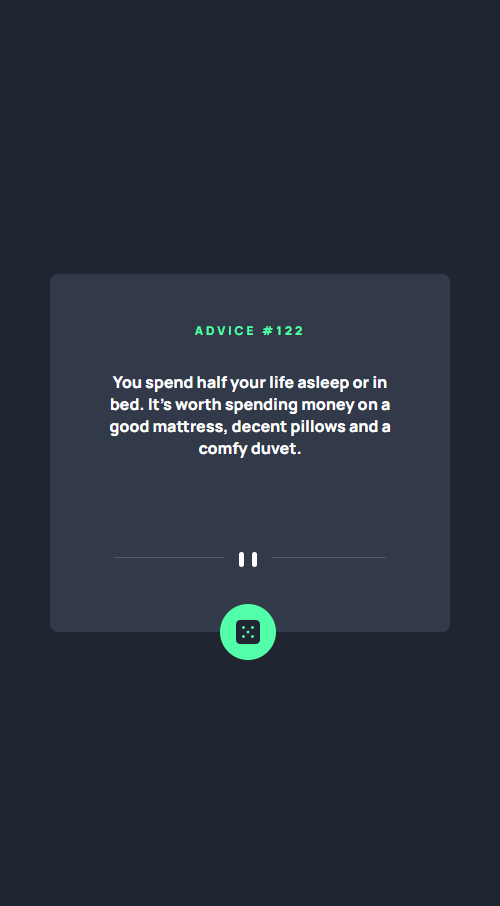 ADVICE #122
You spend half your life asleep or in
bed. It's worth spending money on a
good mattress, decent pillows and a
comfy duvet.